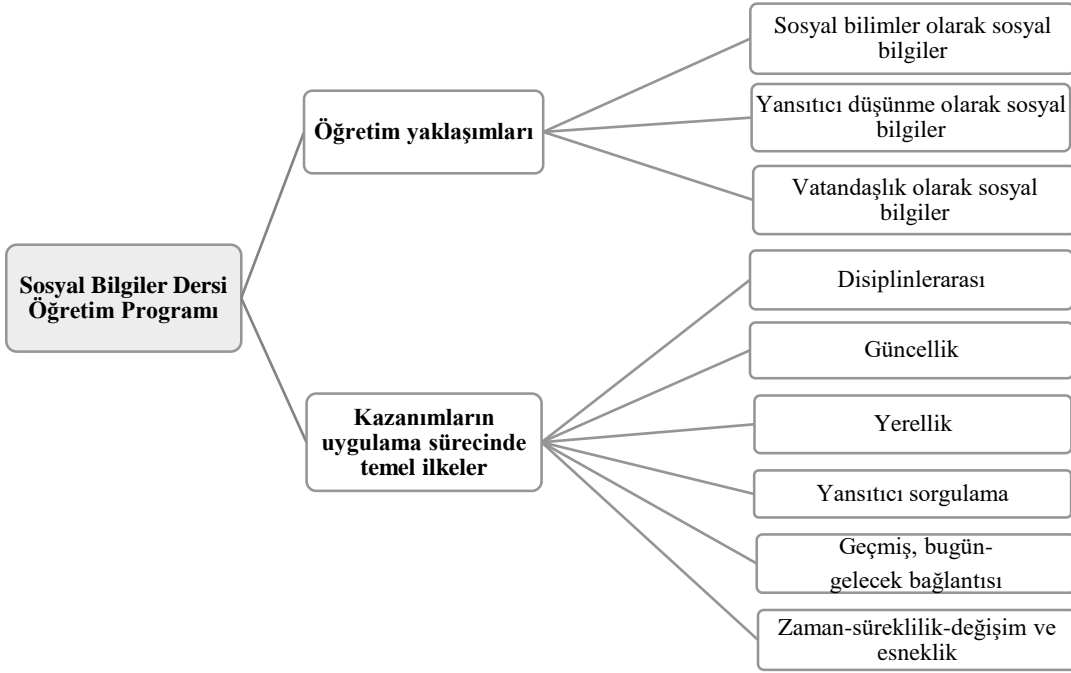 Sosyal bilimler olarak sosyal
bilgiler
Öğretim yaklaşımları
Yansıtıcı düşünme olarak sosyal
bilgiler
Vatandaşlık olarak sosyal
bilgiler
Sosyal Bilgiler Dersi
Öğretim Programı
Disiplinlerarası
Güncellik
Kazanımların
uygulama sürecinde
temel ilkeler
Yerellik
Yansıtıcı sorgulama
Geçmiş, bugün-
gelecek bağlantısı
Zaman-süreklilik-değişim ve
esneklik